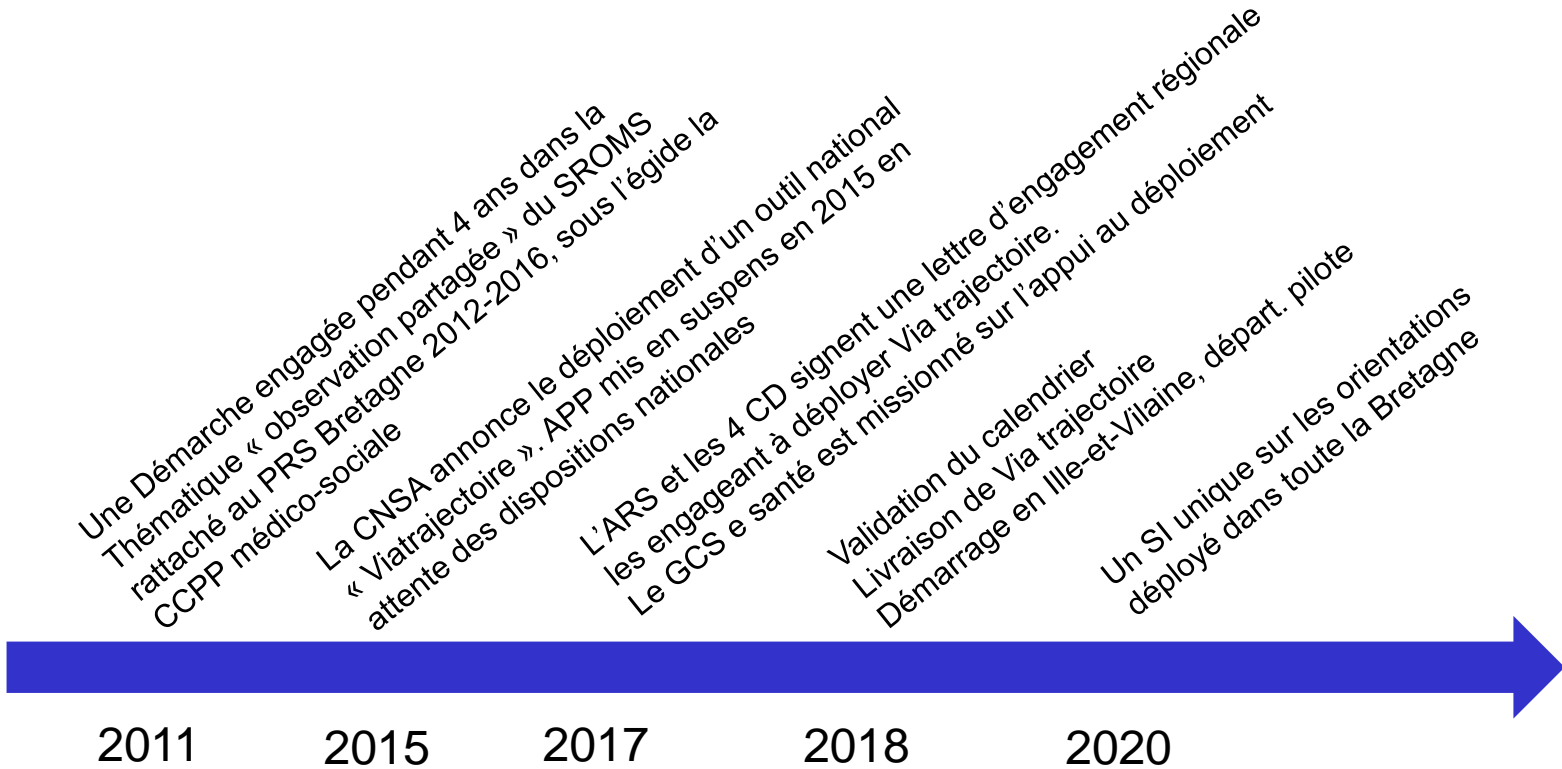 Une Démarche engagée pendant 4 ans dans la
Thématique « observation partagée » du SROMS
rattaché au PRS Bretagne 2012-2016, sous l’égide la
CCPP médico-sociale
La CNSA annonce le déploiement d’un outil national
« Viatrajectoire ». APP mis en suspens en 2015 en
attente des dispositions nationales
L’ARS et les 4 CD signent une lettre d’engagement régionale
les engageant à déployer Via trajectoire.
Le GCS e santé est missionné sur l’appui au déploiement
Validation du calendrier
Livraison de Via trajectoire
Démarrage en Ille-et-Vilaine, départ. pilote
Un SI unique sur les orientations
déployé dans toute la Bretagne
2011
2015
2017
2018
2020